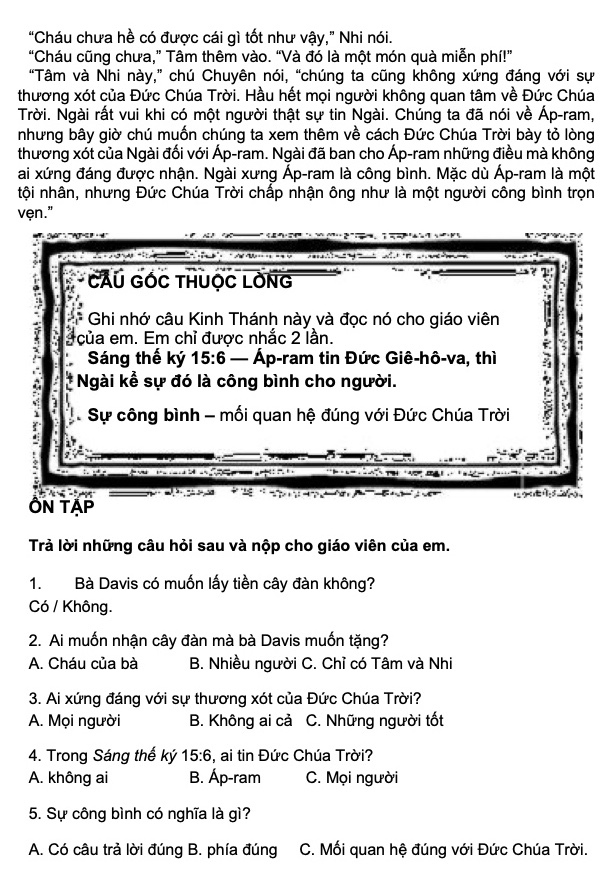 “Cháu chưa hề có được cái gì tốt như vậy,” Nhi nói.
“Cháu cũng chưa,” Tâm thêm vào. “Và đó là một món quà miễn phí!”
“Tâm và Nhi này,” chú Chuyên nói, “chúng ta cũng không xứng đáng với sự
thương xót của Đức Chúa Trời. Hầu hết mọi người không quan tâm về Đức Chúa
Trời. Ngài rất vui khi có một người thật sự tin Ngài. Chúng ta đã nói về Áp-ram,
nhưng bây giờ chú muốn chúng ta xem thêm về cách Đức Chúa Trời bày tỏ lòng
thương xót của Ngài đối với Áp-ram. Ngài đã ban cho Áp-ram những điều mà không
ai xứng đáng được nhận. Ngài xưng Áp-ram là công bình. Mặc dù Áp-ram là một
tội nhân, nhưng Đức Chúa Trời chấp nhận ông như là một người công bình trọn
vẹn.”
CÂU GỐC THUỘC LÒNG
Ghi nhớ câu Kinh Thánh này và đọc nó cho giáo viên
của em. Em chỉ được nhắc 2 lần.
Sáng thế ký 15:6 — Áp-ram tin Đức Giê-hô-va, thì
Ngài kể sự đó là công bình cho người.
Sự công bình – mối quan hệ đúng với Đức Chúa Trời
ÔN TẬP
Trả lời những câu hỏi sau và nộp cho giáo viên của em.
1. Bà Davis có muốn lấy tiền cây đàn không?
Có / Không.
2. Ai muốn nhận cây đàn mà bà Davis muốn tặng?
A. Cháu của bà B. Nhiều người C. Chỉ có Tâm và Nhi
3. Ai xứng đáng với sự thương xót của Đức Chúa Trời?
A. Mọi người B. Không ai cả C. Những người tốt
4. Trong Sáng thế ký 15:6, ai tin Đức Chúa Trời?
A. không ai B. Áp-ram C. Mọi người
5. Sự công bình có nghĩa là gì?
A. Có câu trả lời đúng B. phía đúng C. Mối quan hệ đúng với Đức Chúa Trời.